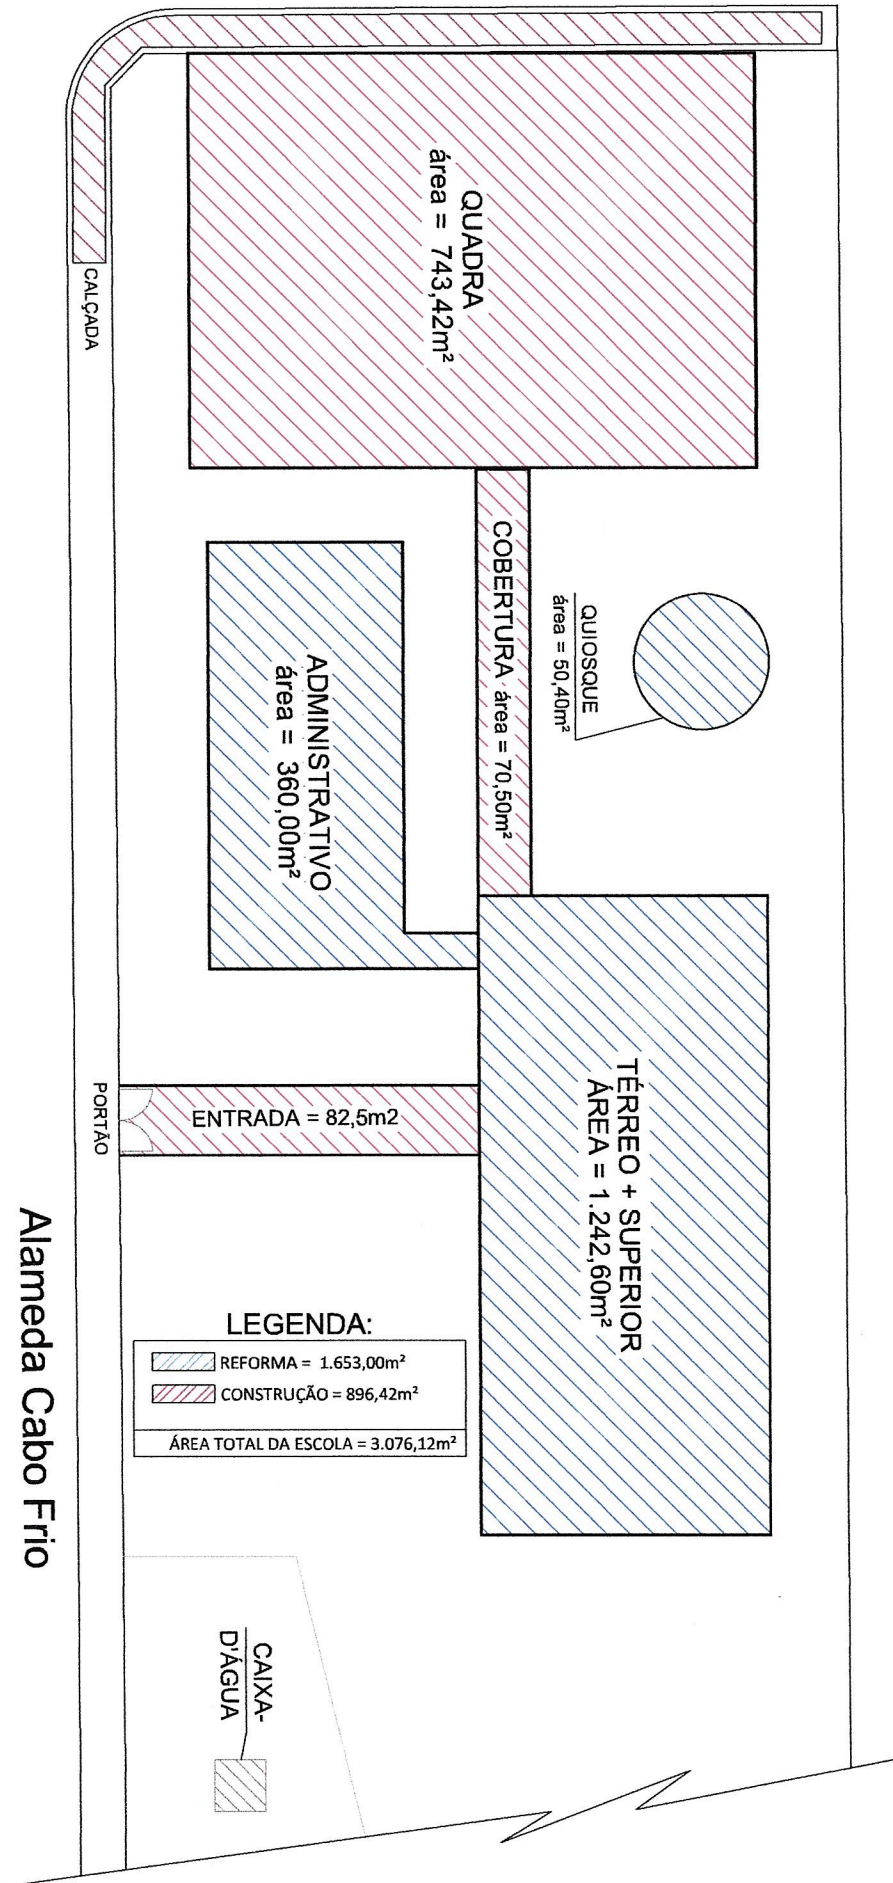 QUADRA
área = 743,42m²
CALÇADA
COBERTURA área = 70,50m²
QUIOSQUE
área = 50,40m²
ADMINISTRATIVO
área = 360,00m²
TÉRREO + SUPERIOR
ÁREA = 1.242,60m²
ENTRADA = 82,5m2
PORTÃO
LEGENDA:
REFORMA = 1.653,00m²
CONSTRUÇÃO = 896,42m²
ÁREA TOTAL DA ESCOLA = 3.076,12m²
Alameda Cabo Frio
CAIXA-
D'ÁGUA